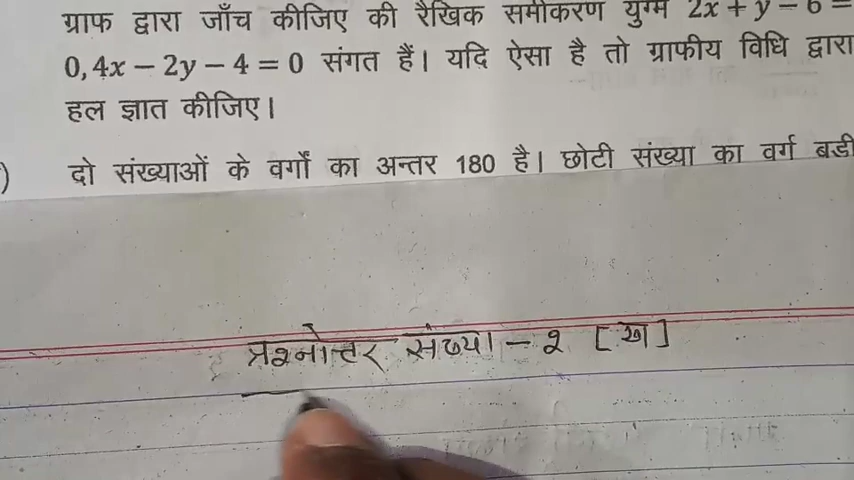 ग्राफ द्वारा जाँच कीजिए की रैखिक समीकरण युग्म 2x + y − 6 =
0, 4x − 2y − 4 = 0 संगत हैं। यदि ऐसा है तो ग्राफीय विधि द्वारा
हल ज्ञात कीजिए।
) दो संख्याओं के वर्गों का अन्तर 180 है। छोटी संख्या का वर्ग बडी
प्रश्नोत्तर संख्या - २ [ख]